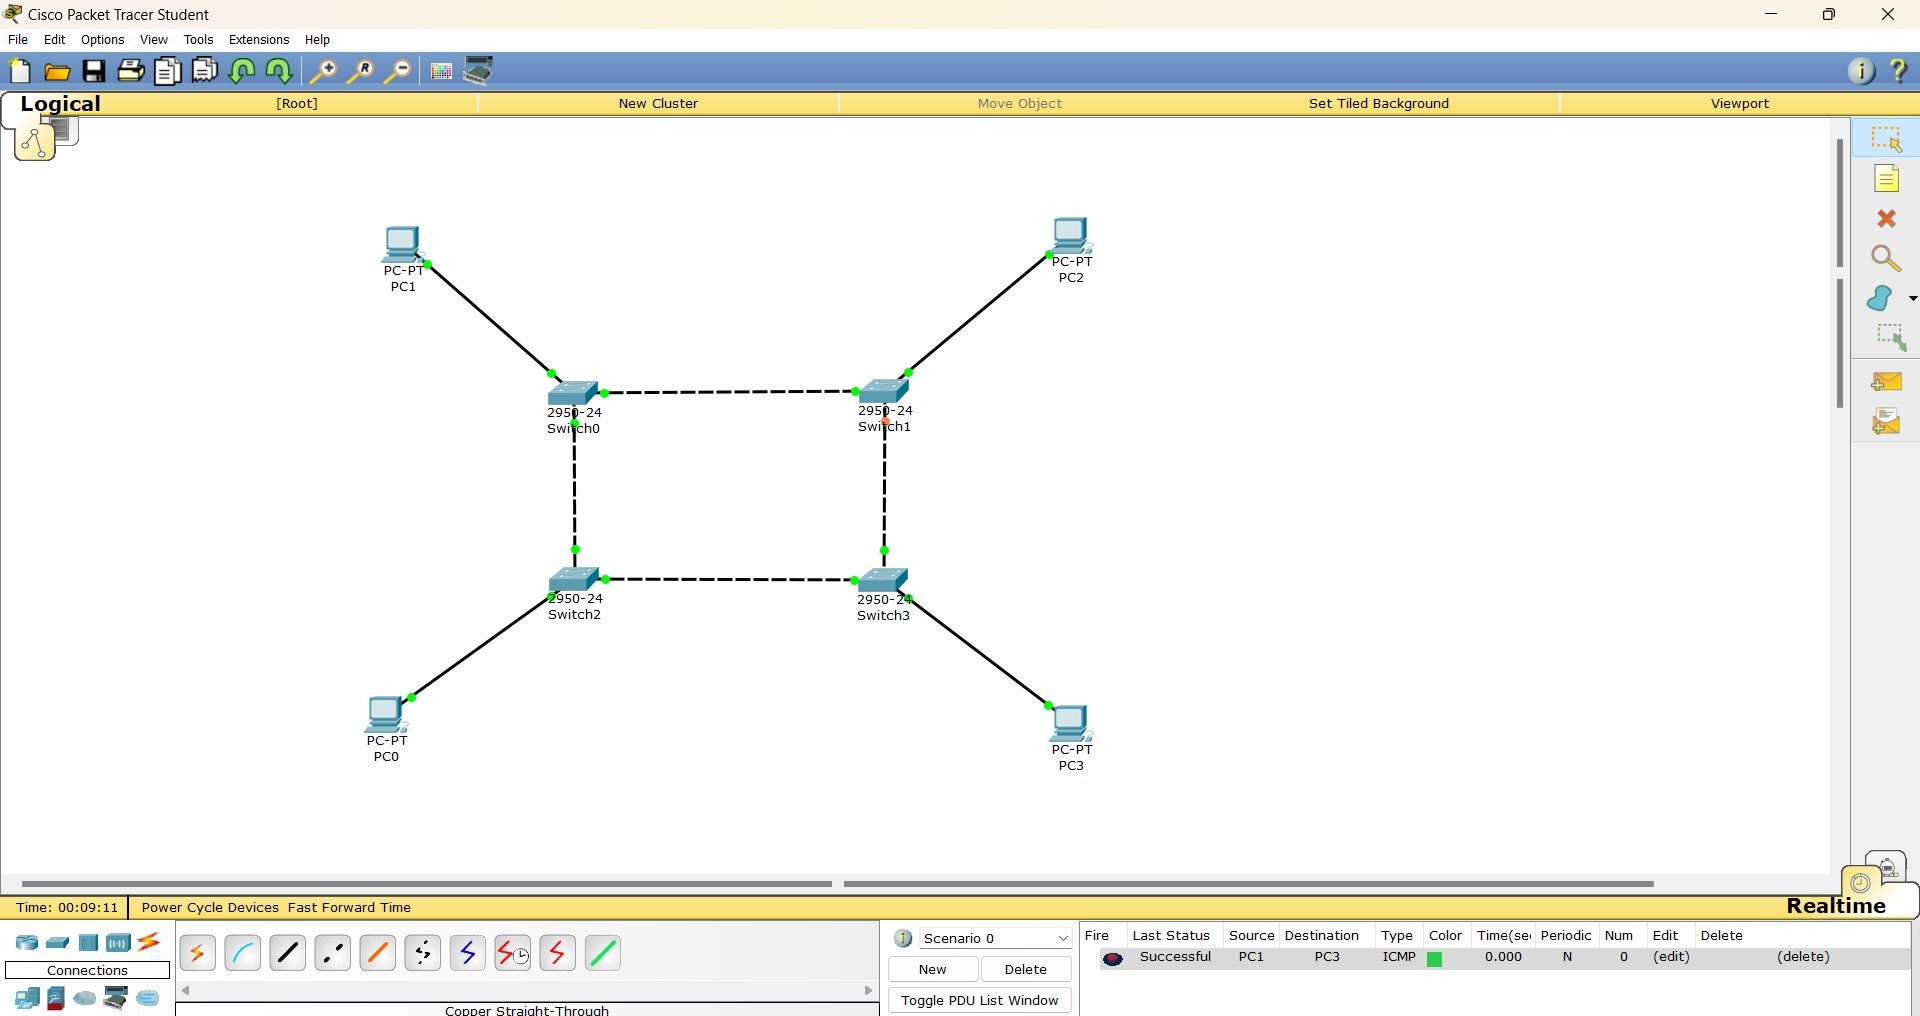 Cisco Packet Tracer Student
File Edit Options View Tools Extensions Help
Logical [Root] New Cluster Move Object Set Tiled Background Viewport
PC-PT
PC1
PC-PT
PC2
2950-24
Switch0
2950-24
Switch1
2950-24
Switch2
2950-24
Switch3
PC-PT
PC0
PC-PT
PC3
Time: 00:09:11 Power Cycle Devices Fast Forward Time Realtime
Connections
Copper Straight-Through
Scenario 0
New Delete
Toggle PDU List Window
Fire Last Status Source Destination Type Color Time(se Periodic Num Edit Delete
Successful PC1 PC3 ICMP 0.000 N 0 (edit) (delete)